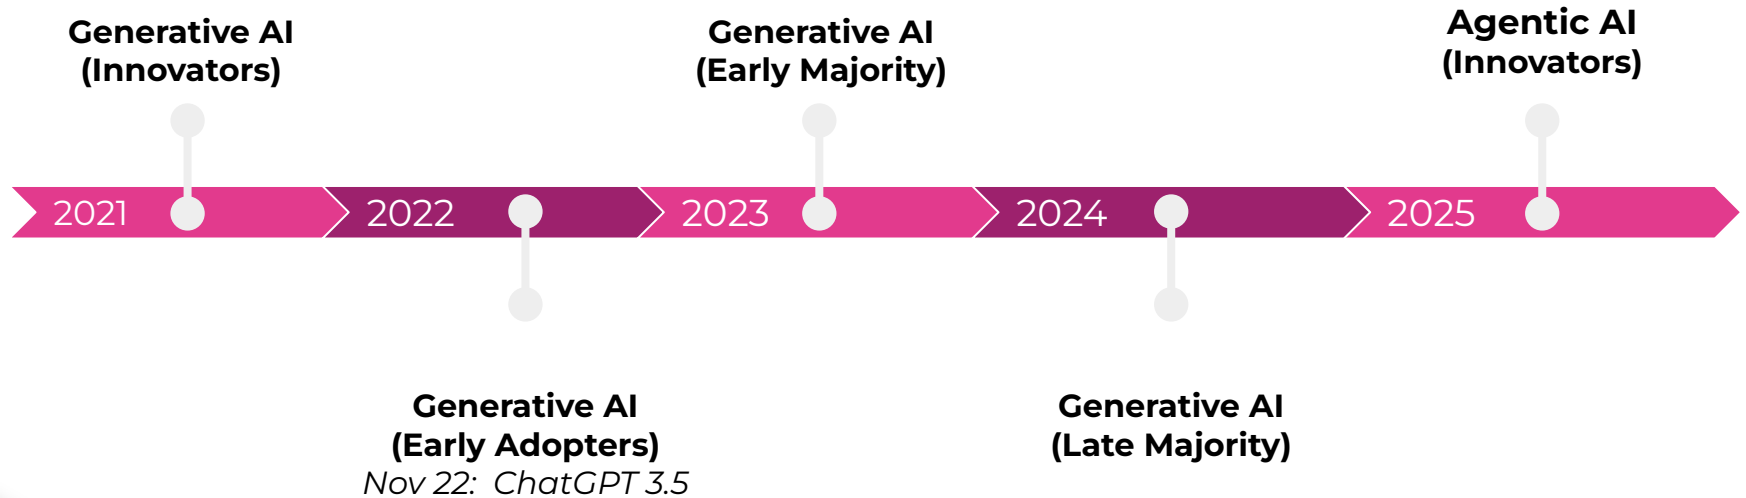 Generative AI
(Innovators)
Generative AI
(Early Majority)
Agentic AI
(Innovators)
2021
2022
2023
2024
2025
Generative AI
(Early Adopters)
Nov 22: ChatGPT 3.5
Generative AI
(Late Majority)